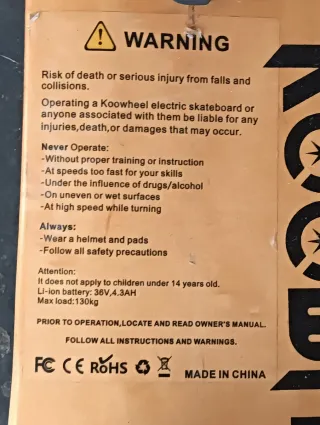 WARNING
Risk of death or serious injury from falls and
collisions.
Operating a Koowheel electric skateboard or
anyone associated with them be liable for any
injuries,death,or damages that may occur.
Never Operate:
-Without proper training or instruction
-At speeds too fast for your skills
-Under the influence of drugs/alcohol
-On uneven or wet surfaces
-At high speed while turning
Always:
-Wear a helmet and pads
-Follow all safety precautions
Attention:
It does not apply to children under 14 years old.
Li-ion battery: 36V,4.3AH
Max load:130kg
PRIOR TO OPERATION,LOCATE AND READ OWNER'S MANUAL.
FOLLOW ALL INSTRUCTIONS AND WARNINGS.
FC CE RoHS MADE IN CHINA